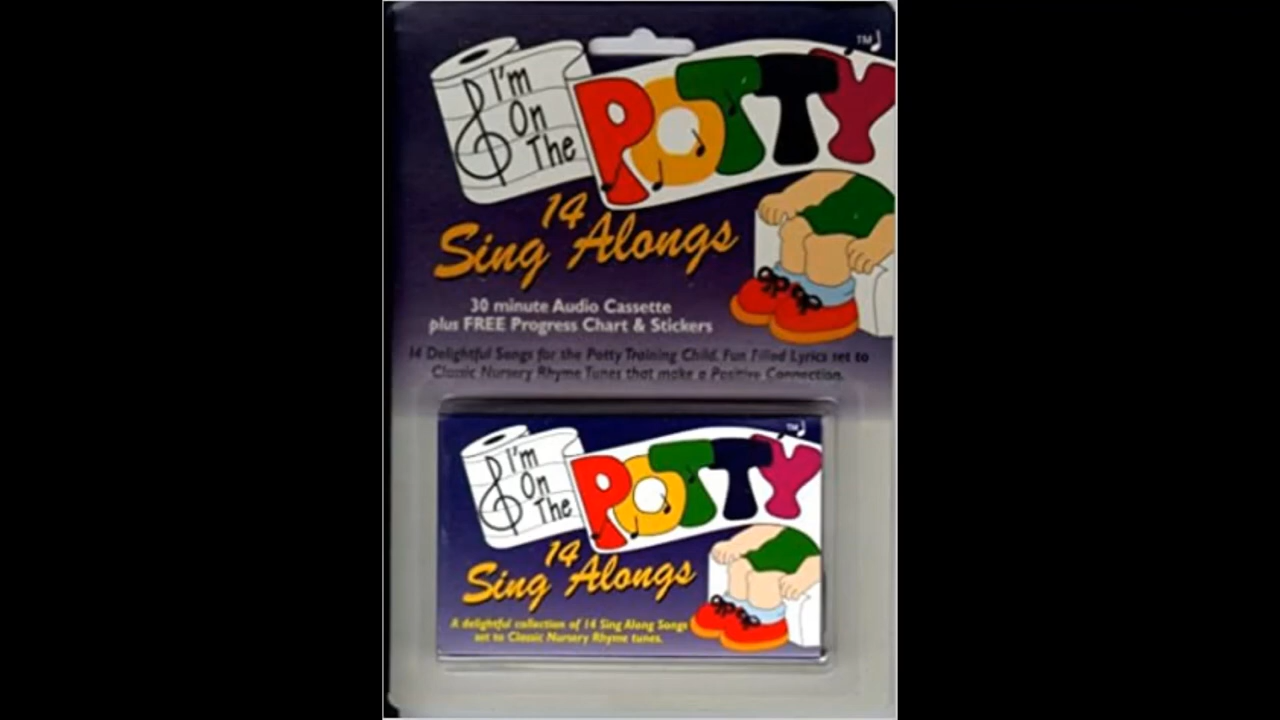 I'm
On
The
POTTY
TM
14
Sing Alongs
30 minute Audio Cassette
plus FREE Progress Chart & Stickers
14 Delightful Songs for the Potty Training Child. Fun Filled Lyrics set to
Classic Nursery Rhyme Tunes that make a Positive Connection.
I'm
On
The
POTTY
TM
14
Sing Alongs
A delightful collection of 14 Sing Along Songs
set to Classic Nursery Rhyme tunes.